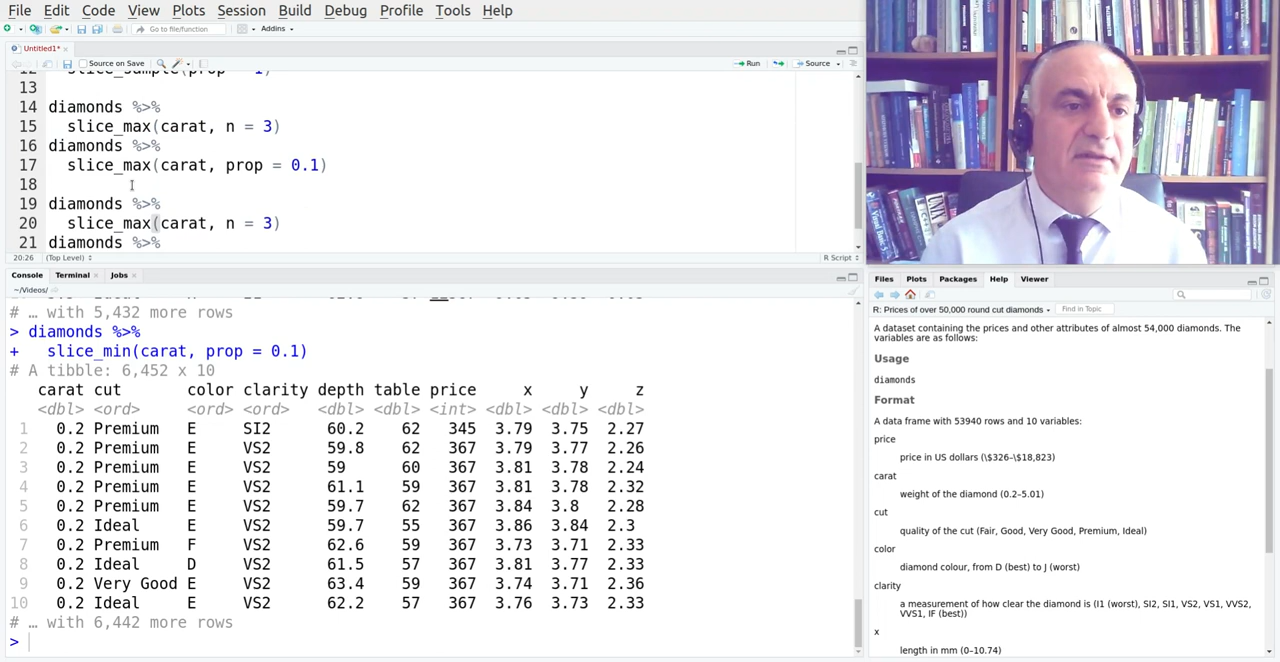 File Edit Code View Plots Session Build Debug Profile Tools Help
Go to file/function
Addins
Untitled1*
Source on Save
Run
Source
12 slice_sample(prop = 1)
13
14 diamonds %>%
15 slice_max(carat, n = 3)
16 diamonds %>%
17 slice_max(carat, prop = 0.1)
18
19 diamonds %>%
20 slice_max(carat, n = 3)
21 diamonds %>%
20:26 (Top Level) R Script
Console Terminal Jobs
~/Videos/
# … with 5,432 more rows
> diamonds %>%
+ slice_min(carat, prop = 0.1)
# A tibble: 6,452 x 10
carat cut color clarity depth table price x y z
<dbl> <ord> <ord> <ord> <dbl> <dbl> <int> <dbl> <dbl> <dbl>
1 0.2 Premium E SI2 60.2 62 345 3.79 3.75 2.27
2 0.2 Premium E VS2 59.8 62 367 3.79 3.77 2.26
3 0.2 Premium E VS2 59 60 367 3.81 3.78 2.24
4 0.2 Premium E VS2 61.1 59 367 3.81 3.78 2.32
5 0.2 Premium E VS2 59.7 62 367 3.84 3.8 2.28
6 0.2 Ideal E VS2 59.7 55 367 3.86 3.84 2.3
7 0.2 Premium F VS2 62.6 59 367 3.73 3.71 2.33
8 0.2 Ideal D VS2 61.5 57 367 3.81 3.77 2.33
9 0.2 Very Good E VS2 63.4 59 367 3.74 3.71 2.36
10 0.2 Ideal E VS2 62.2 57 367 3.76 3.73 2.33
# … with 6,442 more rows
>
Files Plots Packages Help Viewer
R: Prices of over 50,000 round cut diamonds
Find in Topic
A dataset containing the prices and other attributes of almost 54,000 diamonds. The
variables are as follows:
Usage
diamonds
Format
A data frame with 53940 rows and 10 variables:
price
price in US dollars (\$326–\$18,823)
carat
weight of the diamond (0.2–5.01)
cut
quality of the cut (Fair, Good, Very Good, Premium, Ideal)
color
diamond colour, from D (best) to J (worst)
clarity
a measurement of how clear the diamond is (I1 (worst), SI2, SI1, VS2, VS1, VVS2,
VVS1, IF (best))
x
length in mm (0–10.74)